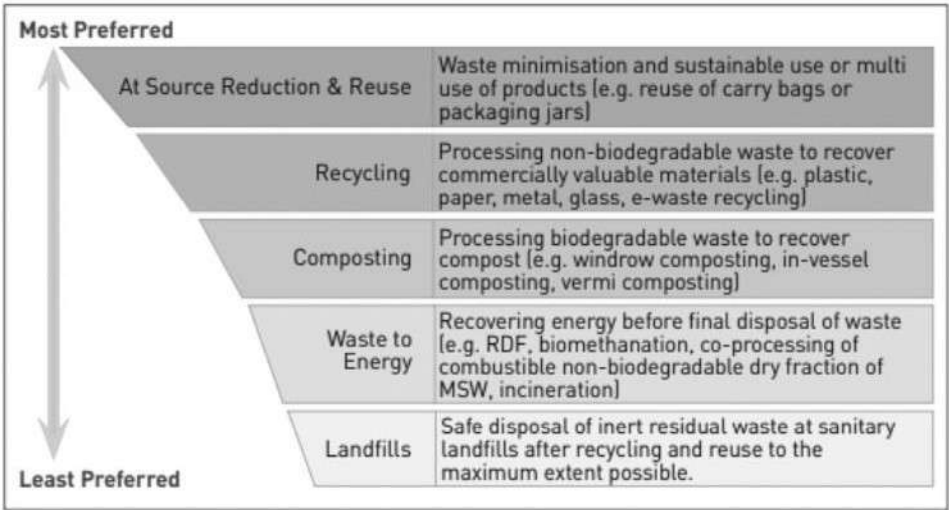 Most Preferred
At Source Reduction & Reuse
Waste minimisation and sustainable use or multi
use of products (e.g. reuse of carry bags or
packaging jars)
Recycling
Processing non-biodegradable waste to recover
commercially valuable materials (e.g. plastic,
paper, metal, glass, e-waste recycling)
Composting
Processing biodegradable waste to recover
compost (e.g. windrow composting, in-vessel
composting, vermi composting)
Waste to
Energy
Recovering energy before final disposal of waste
(e.g. RDF, biomethanation, co-processing of
combustible non-biodegradable dry fraction of
MSW, incineration)
Landfills
Safe disposal of inert residual waste at sanitary
landfills after recycling and reuse to the
maximum extent possible.
Least Preferred